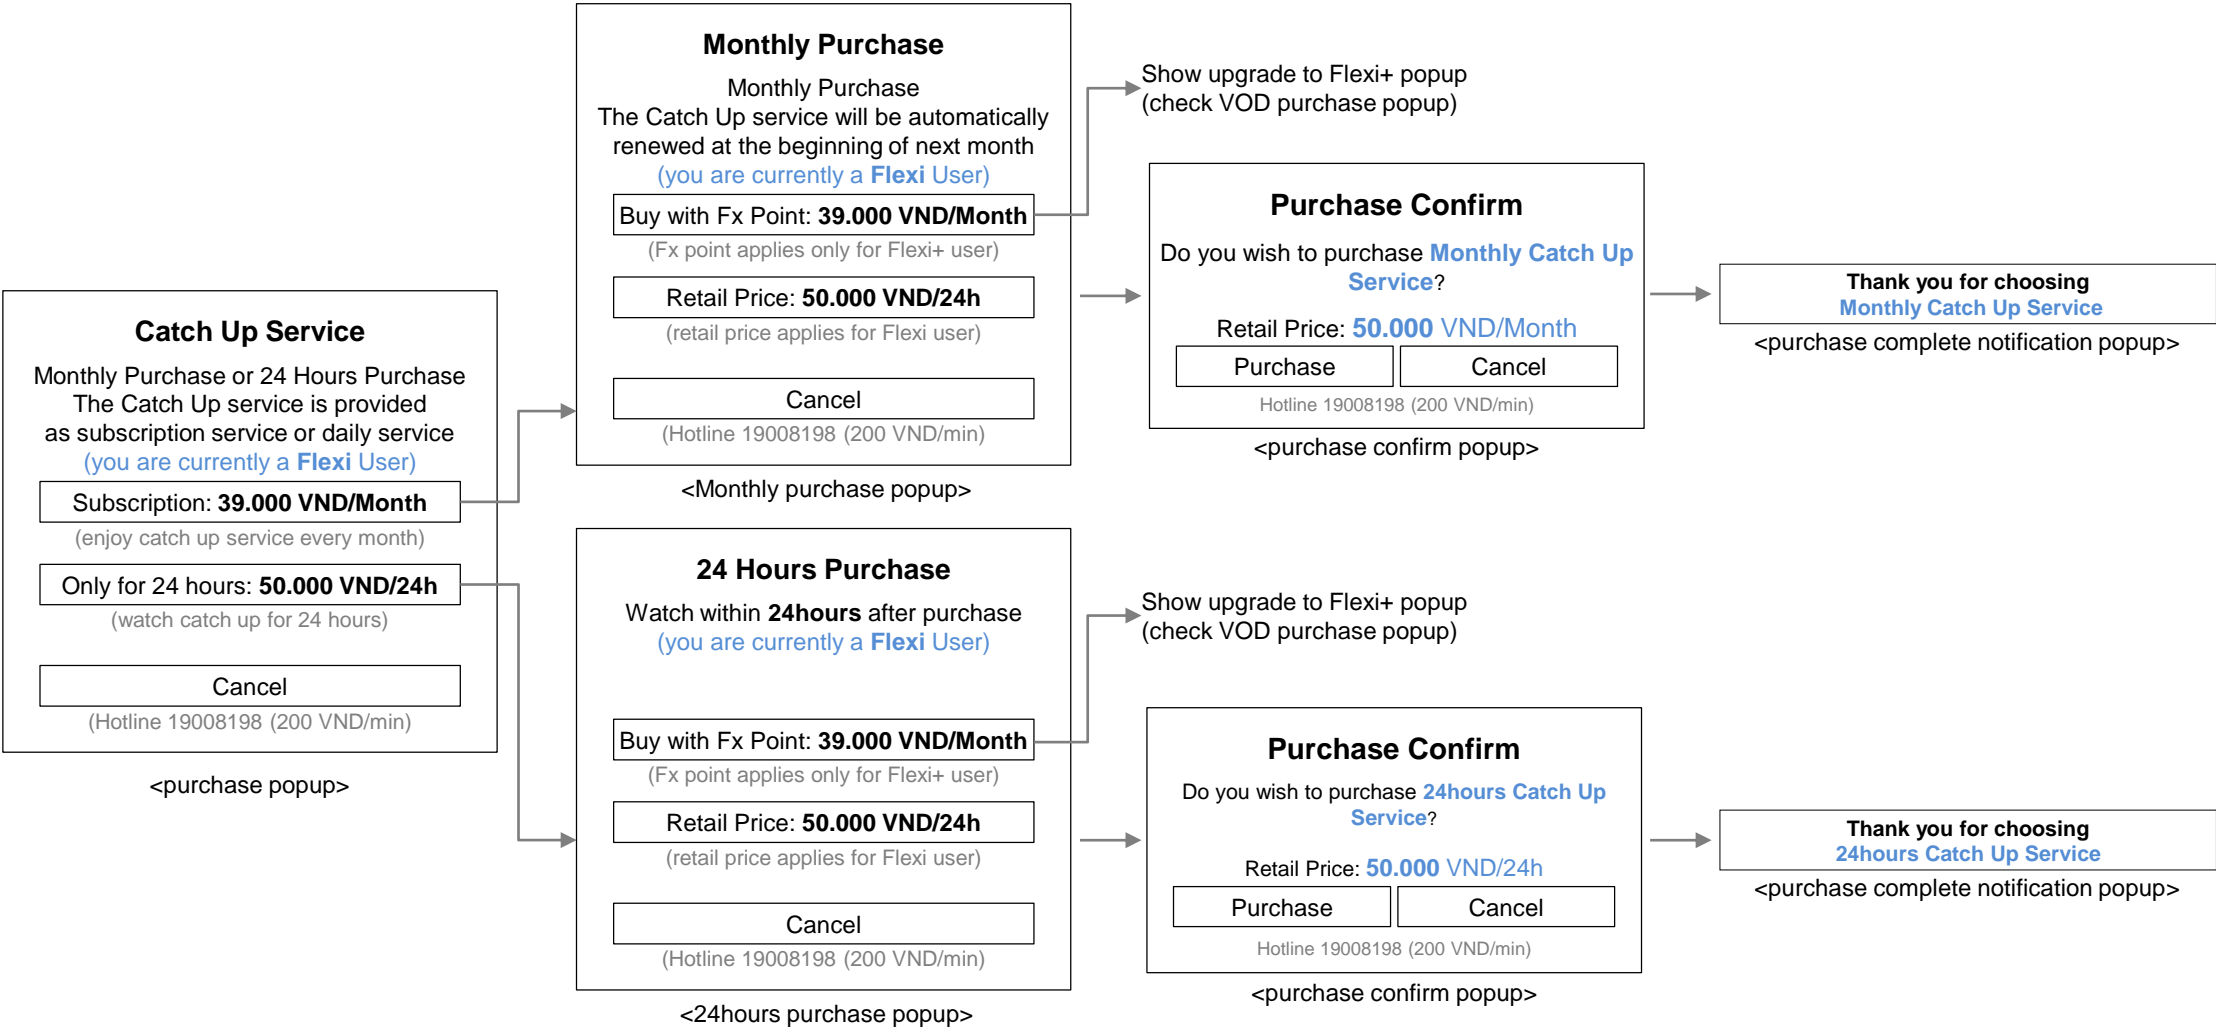 Catch Up Service
Monthly Purchase or 24 Hours Purchase
The Catch Up service is provided
as subscription service or daily service
(you are currently a Flexi User)
Subscription: 39.000 VND/Month
(enjoy catch up service every month)
Only for 24 hours: 50.000 VND/24h
(watch catch up for 24 hours)
Cancel
(Hotline 19008198 (200 VND/min)
<purchase popup>
Monthly Purchase
Monthly Purchase
The Catch Up service will be automatically
renewed at the beginning of next month
(you are currently a Flexi User)
Buy with Fx Point: 39.000 VND/Month
(Fx point applies only for Flexi+ user)
Retail Price: 50.000 VND/24h
(retail price applies for Flexi user)
Cancel
(Hotline 19008198 (200 VND/min)
<Monthly purchase popup>
Show upgrade to Flexi+ popup
(check VOD purchase popup)
Purchase Confirm
Do you wish to purchase Monthly Catch Up
Service?
Retail Price: 50.000 VND/Month
Purchase
Cancel
Hotline 19008198 (200 VND/min)
<purchase confirm popup>
Thank you for choosing
Monthly Catch Up Service
<purchase complete notification popup>
24 Hours Purchase
Watch within 24hours after purchase
(you are currently a Flexi User)
Buy with Fx Point: 39.000 VND/Month
(Fx point applies only for Flexi+ user)
Retail Price: 50.000 VND/24h
(retail price applies for Flexi user)
Cancel
(Hotline 19008198 (200 VND/min)
<24hours purchase popup>
Show upgrade to Flexi+ popup
(check VOD purchase popup)
Purchase Confirm
Do you wish to purchase 24hours Catch Up
Service?
Retail Price: 50.000 VND/24h
Purchase
Cancel
Hotline 19008198 (200 VND/min)
<purchase confirm popup>
Thank you for choosing
24hours Catch Up Service
<purchase complete notification popup>